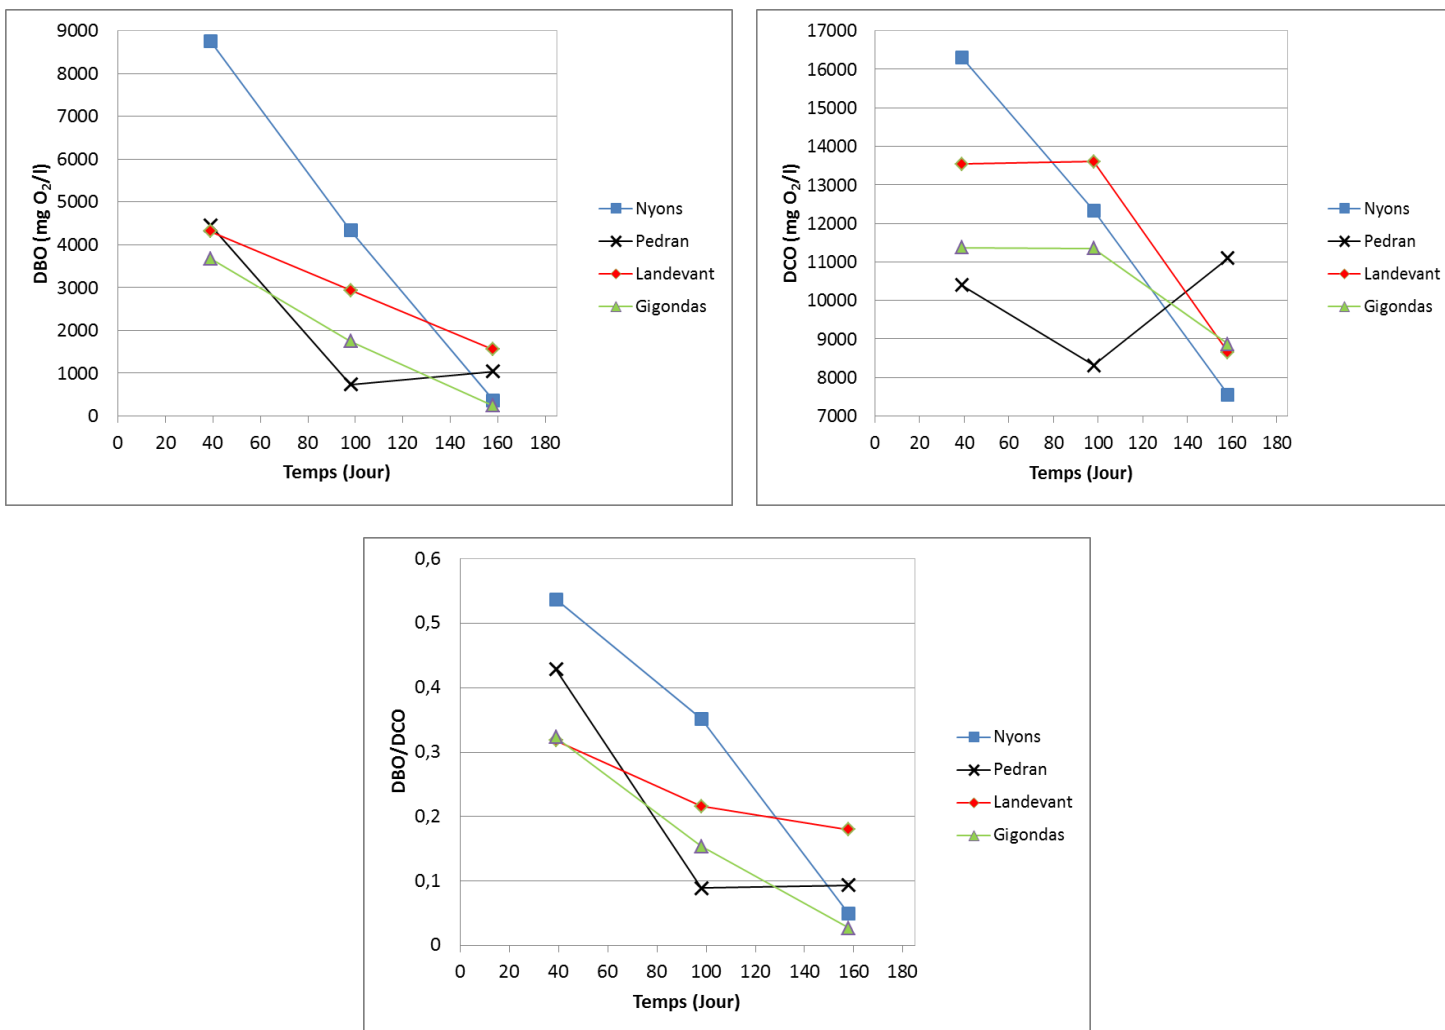 9000
8000
7000
6000
5000
4000
3000
2000
1000
0
DBO (mg O₂/l)
0 20 40 60 80 100 120 140 160 180
Temps (Jour)
Nyons
Pedran
Landevant
Gigondas
17000
16000
15000
14000
13000
12000
11000
10000
9000
8000
7000
DCO (mg O₂/l)
0 20 40 60 80 100 120 140 160 180
Temps (Jour)
Nyons
Pedran
Landevant
Gigondas
0,6
0,5
0,4
0,3
0,2
0,1
0
DBO/DCO
0 20 40 60 80 100 120 140 160 180
Temps (Jour)
Nyons
Pedran
Landevant
Gigondas